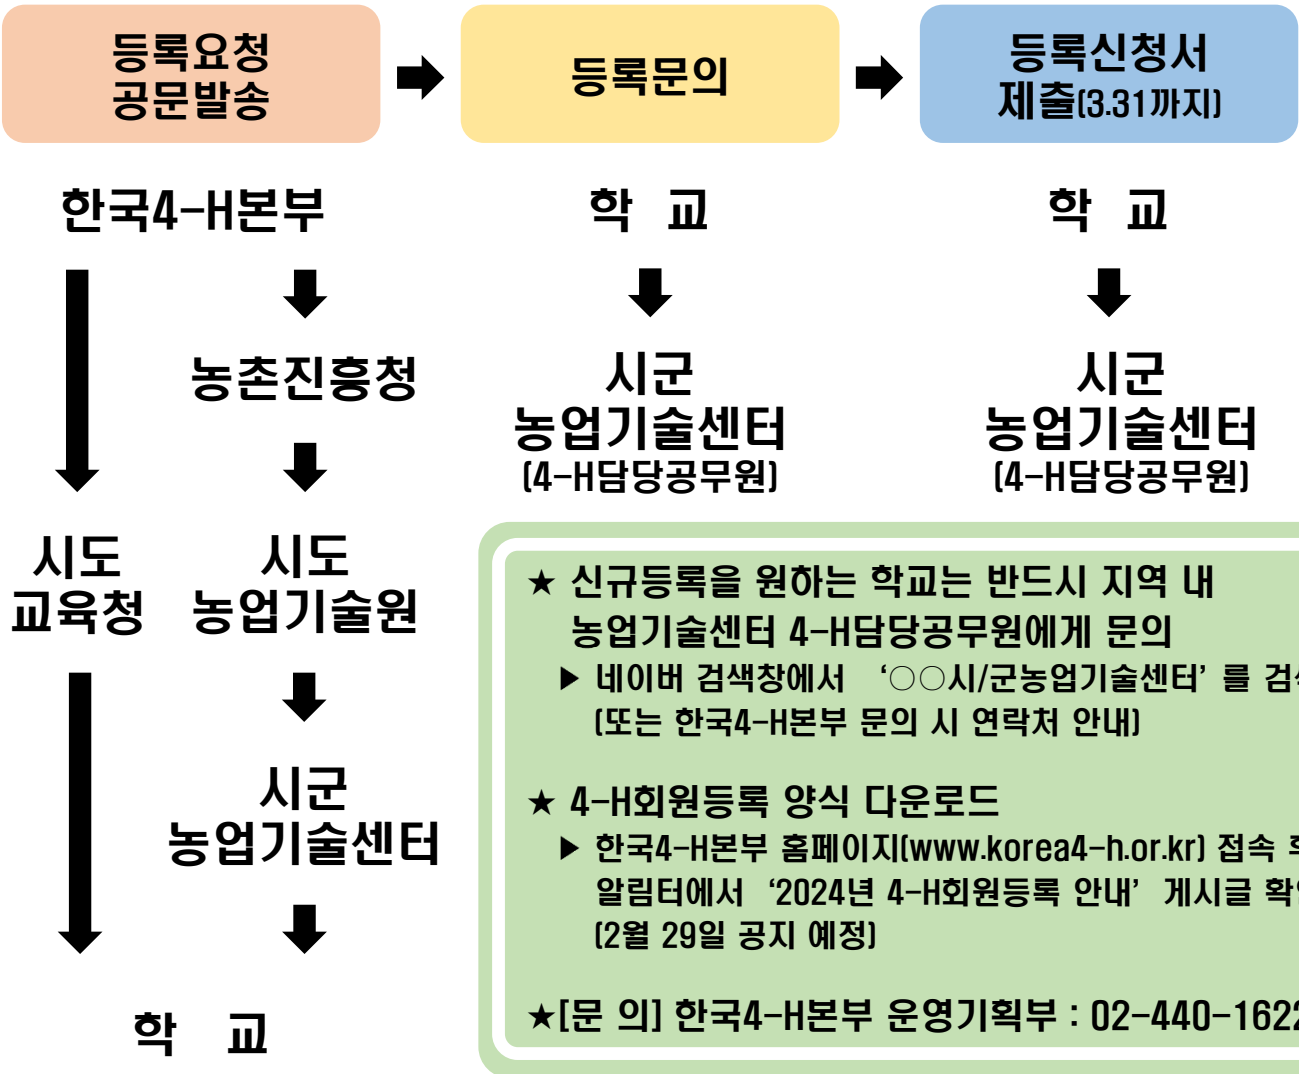 등록요청
공문발송
등록문의
등록신청서
제출(3.31까지)
한국4-H본부
농촌진흥청
시도
교육청
시도
농업기술원
시군
농업기술센터
학 교
학 교
시군
농업기술센터
(4-H담당공무원)
학 교
시군
농업기술센터
(4-H담당공무원)
★ 신규등록을 원하는 학교는 반드시 지역 내
농업기술센터 4-H담당공무원에게 문의
▶ 네이버 검색창에서 ‘○○시/군농업기술센터’를
(또는 한국4-H본부 문의 시 연락처 안내)
★ 4-H회원등록 양식 다운로드
▶ 한국4-H본부 홈페이지(www.korea4-h.or.kr) 접속
알림터에서 ‘2024년 4-H회원등록 안내’ 게시글
(2월 29일 공지 예정)
★[문 의] 한국4-H본부 운영기획부 : 02-440-1622